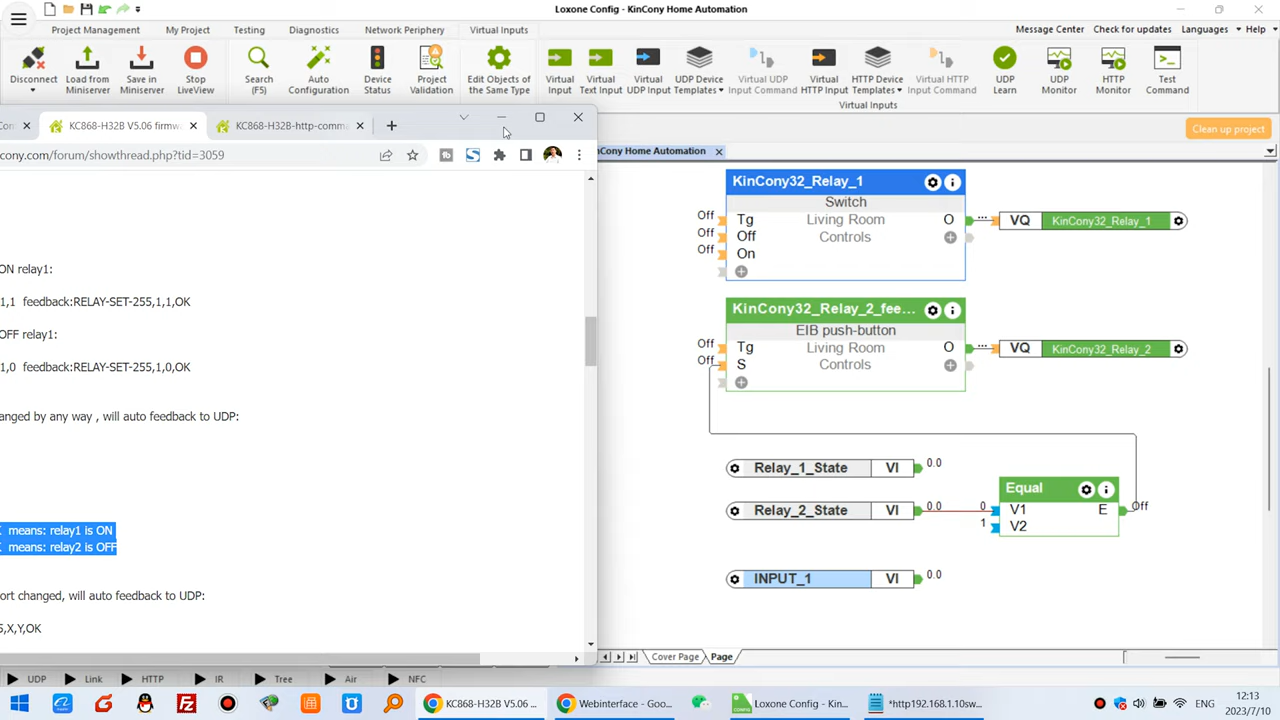 Loxone Config - KinCony Home Automation
Project Management
My Project
Testing
Diagnostics
Network Periphery
Virtual Inputs
Message Center
Check for updates
Languages
Help
Disconnect
Load from
Miniserver
Save in
Miniserver
Stop
LiveView
Search
(F5)
Auto
Configuration
Device
Status
Project
Validation
Edit Objects of
the Same Type
Virtual
Input
Virtual
Text Input
Virtual
UDP Input
UDP Device
Templates
Virtual UDP
Input Command
Virtual
HTTP Input
HTTP Device
Templates
Virtual HTTP
Input Command
UDP
Learn
UDP
Monitor
HTTP
Monitor
Test
Command
Virtual Inputs
KC868-H32B V5.06 firmw
KC868-H32B-http-comm
Clean up project
Cony Home Automation
cony.com/forum/showthread.php?tid=3059
ON relay1:
1,1 feedback:RELAY-SET-255,1,1,OK
OFF relay1:
1,0 feedback:RELAY-SET-255,1,0,OK
anged by any way , will auto feedback to UDP:
means: relay1 is ON
means: relay2 is OFF
ort changed, will auto feedback to UDP:
5,X,Y,OK
KinCony32_Relay_1
Switch
Off Tg Living Room O
Off Off Controls
Off On
... VQ KinCony32_Relay_1
KinCony32_Relay_2_fee...
EIB push-button
Off Tg Living Room O
Off S Controls
... VQ KinCony32_Relay_2
Relay_1_State VI 0.0
Relay_2_State VI 0.0
Equal
0 V1 E Off
1 V2
INPUT_1 VI 0.0
Cover Page
Page
UDP
Link
HTTP
IR
Tree
Air
NFC
KC868-H32B V5.06 ...
Webinterface - Goo...
Loxone Config - Kin...
*http192.168.1.10sw...
ENG
12:13
2023/7/10